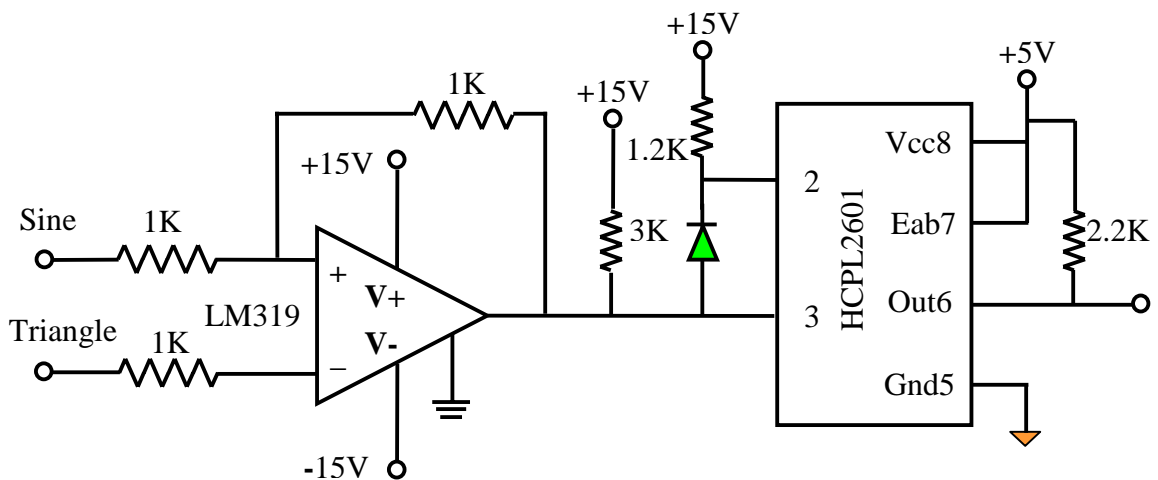 +15V
+5V
1K
+15V
+15V
1.2K
Vcc8
2
Sine
1K
3K
HCPL2601
Eab7
2.2K
+
V+
LM319
Triangle
1K
V-
−
3
Out6
Gnd5
-15V